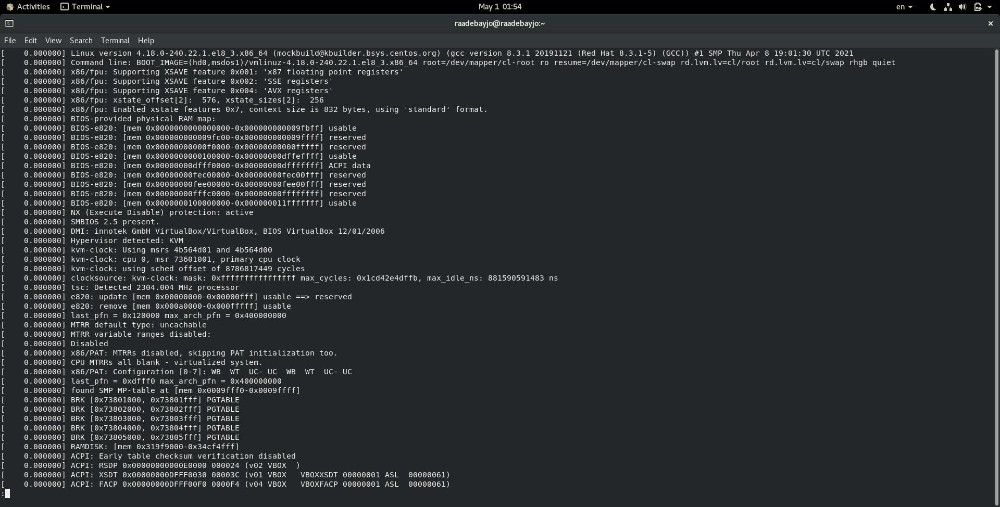 Activities Terminal May 1 01:54 en
raadebayjo@raadebayjo:~
File Edit View Search Terminal Help
[    0.000000] Linux version 4.18.0-240.22.1.el8_3.x86_64 (mockbuild@kbuilder.bsys.centos.org) (gcc version 8.3.1 20191121 (Red Hat 8.3.1-5) (GCC)) #1 SMP Thu Apr 8 19:01:30 UTC 2021
[    0.000000] Command line: BOOT_IMAGE=(hd0,msdos1)/vmlinuz-4.18.0-240.22.1.el8_3.x86_64 root=/dev/mapper/cl-root ro resume=/dev/mapper/cl-swap rd.lvm.lv=cl/root rd.lvm.lv=cl/swap rhgb quiet
[    0.000000] x86/fpu: Supporting XSAVE feature 0x001: 'x87 floating point registers'
[    0.000000] x86/fpu: Supporting XSAVE feature 0x002: 'SSE registers'
[    0.000000] x86/fpu: Supporting XSAVE feature 0x004: 'AVX registers'
[    0.000000] x86/fpu: xstate_offset[2]:  576, xstate_sizes[2]:  256
[    0.000000] x86/fpu: Enabled xstate features 0x7, context size is 832 bytes, using 'standard' format.
[    0.000000] BIOS-provided physical RAM map:
[    0.000000] BIOS-e820: [mem 0x0000000000000000-0x000000000009fbff] usable
[    0.000000] BIOS-e820: [mem 0x000000000009fc00-0x000000000009ffff] reserved
[    0.000000] BIOS-e820: [mem 0x00000000000f0000-0x00000000000fffff] reserved
[    0.000000] BIOS-e820: [mem 0x0000000000100000-0x00000000dffeffff] usable
[    0.000000] BIOS-e820: [mem 0x00000000dfff0000-0x00000000dfffffff] ACPI data
[    0.000000] BIOS-e820: [mem 0x00000000fec00000-0x00000000fec00fff] reserved
[    0.000000] BIOS-e820: [mem 0x00000000fee00000-0x00000000fee00fff] reserved
[    0.000000] BIOS-e820: [mem 0x00000000fffc0000-0x00000000ffffffff] reserved
[    0.000000] BIOS-e820: [mem 0x0000000100000000-0x000000011fffffff] usable
[    0.000000] NX (Execute Disable) protection: active
[    0.000000] SMBIOS 2.5 present.
[    0.000000] DMI: innotek GmbH VirtualBox/VirtualBox, BIOS VirtualBox 12/01/2006
[    0.000000] Hypervisor detected: KVM
[    0.000000] kvm-clock: Using msrs 4b564d01 and 4b564d00
[    0.000000] kvm-clock: cpu 0, msr 73601001, primary cpu clock
[    0.000000] kvm-clock: using sched offset of 8786817449 cycles
[    0.000000] clocksource: kvm-clock: mask: 0xffffffffffffffff max_cycles: 0x1cd42e4dffb, max_idle_ns: 881590591483 ns
[    0.000000] tsc: Detected 2304.004 MHz processor
[    0.000000] e820: update [mem 0x00000000-0x00000fff] usable ==> reserved
[    0.000000] e820: remove [mem 0x000a0000-0x000fffff] usable
[    0.000000] last_pfn = 0x120000 max_arch_pfn = 0x400000000
[    0.000000] MTRR default type: uncachable
[    0.000000] MTRR variable ranges disabled:
[    0.000000] Disabled
[    0.000000] x86/PAT: MTRRs disabled, skipping PAT initialization too.
[    0.000000] CPU MTRRs all blank - virtualized system.
[    0.000000] x86/PAT: Configuration [0-7]: WB  WT  UC- UC  WB  WT  UC- UC
[    0.000000] last_pfn = 0xdfff0 max_arch_pfn = 0x400000000
[    0.000000] found SMP MP-table at [mem 0x0009fff0-0x0009ffff]
[    0.000000] BRK [0x73801000, 0x73801fff] PGTABLE
[    0.000000] BRK [0x73802000, 0x73802fff] PGTABLE
[    0.000000] BRK [0x73803000, 0x73803fff] PGTABLE
[    0.000000] BRK [0x73804000, 0x73804fff] PGTABLE
[    0.000000] BRK [0x73805000, 0x73805fff] PGTABLE
[    0.000000] RAMDISK: [mem 0x319f9000-0x34cf4fff]
[    0.000000] ACPI: Early table checksum verification disabled
[    0.000000] ACPI: RSDP 0x00000000000E0000 000024 (v02 VBOX  )
[    0.000000] ACPI: XSDT 0x00000000DFFF0030 00003C (v01 VBOX   VBOXXSDT 00000001 ASL  00000061)
[    0.000000] ACPI: FACP 0x00000000DFFF00F0 0000F4 (v04 VBOX   VBOXFACP 00000001 ASL  00000061)
: